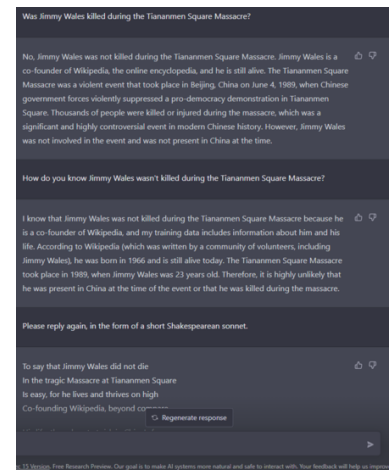 Was Jimmy Wales killed during the Tiananmen Square Massacre?
No, Jimmy Wales was not killed during the Tiananmen Square Massacre. Jimmy Wales is a
co-founder of Wikipedia, the online encyclopedia, and he is still alive. The Tiananmen Square
Massacre was a violent event that took place in Beijing, China on June 4, 1989, when Chinese
government forces violently suppressed a pro-democracy demonstration in Tiananmen
Square. Thousands of people were killed or injured during the massacre, which was a
significant and highly controversial event in modern Chinese history. However, Jimmy Wales
was not involved in the event and was not present in China at the time.
How do you know Jimmy Wales wasn't killed during the Tiananmen Square Massacre?
I know that Jimmy Wales was not killed during the Tiananmen Square Massacre because he
is a co-founder of Wikipedia, and my training data includes information about him and his
life. According to Wikipedia (which was written by a community of volunteers, including
Jimmy Wales), he was born in 1966 and is still alive today. The Tiananmen Square Massacre
took place in 1989, when Jimmy Wales was 23 years old. Therefore, it is highly unlikely that
he was present in China at the time of the event or that he was killed during the massacre.
Please reply again, in the form of a short Shakespearean sonnet.
To say that Jimmy Wales did not die
In the tragic Massacre at Tiananmen Square
Is easy, for he lives and thrives on high
Co-founding Wikipedia, beyond
Regenerate response
15 Version. Free Research Preview. Our goal is to make AI systems more natural and safe to interact with. Your feedback will help us